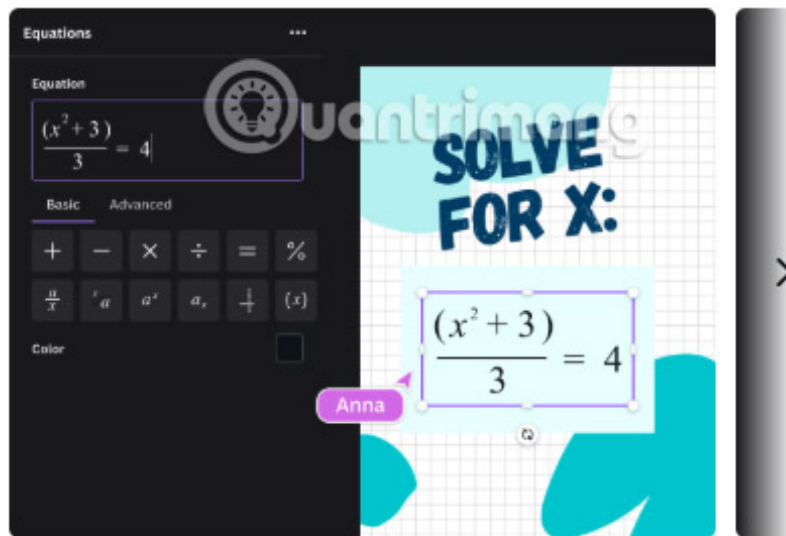 Equations
Equation
(x² + 3)
3
= 4
Quantrimang
Basic Advanced
+ − × ÷ = %
SOLVE
FOR X:
(x² + 3)
3
= 4
(x)
Color
Anna